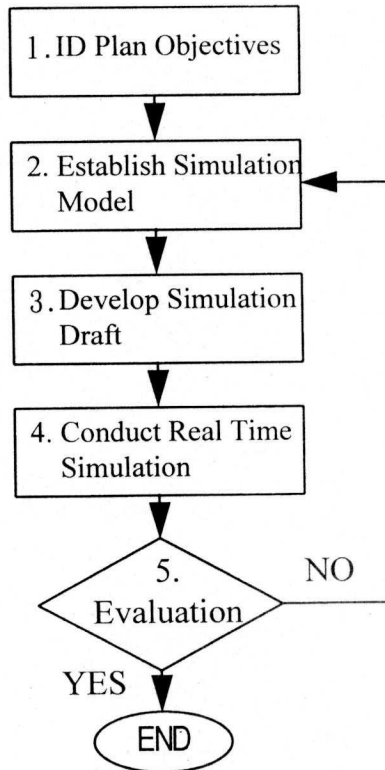 1. ID Plan Objectives
2. Establish Simulation
Model
3. Develop Simulation
Draft
4. Conduct Real Time
Simulation
5.
Evaluation
NO
YES
END